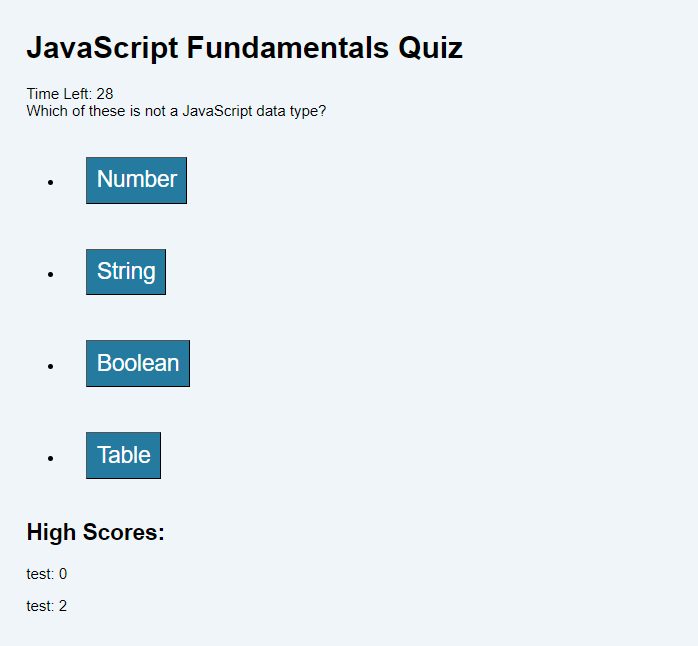 JavaScript Fundamentals Quiz
Time Left: 28
Which of these is not a JavaScript data type?
Number
String
Boolean
Table
High Scores:
test: 0
test: 2